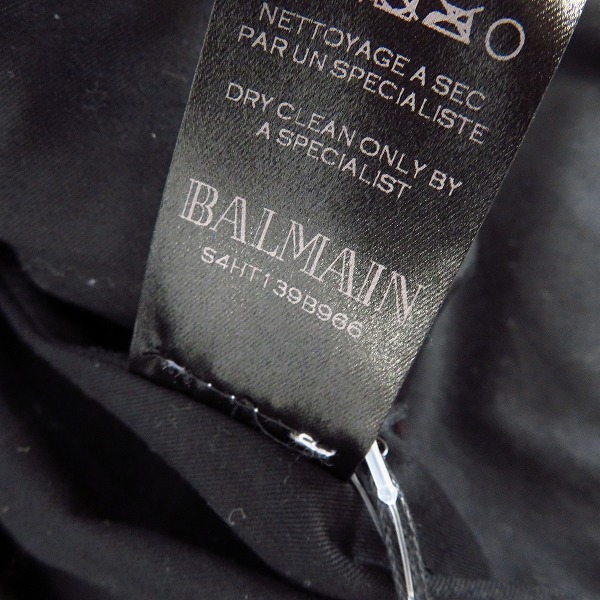 NETTOYAGE A SEC
PAR UN SPECIALISTE
DRY CLEAN ONLY BY
A SPECIALIST
BALMAIN
S4HT139B966